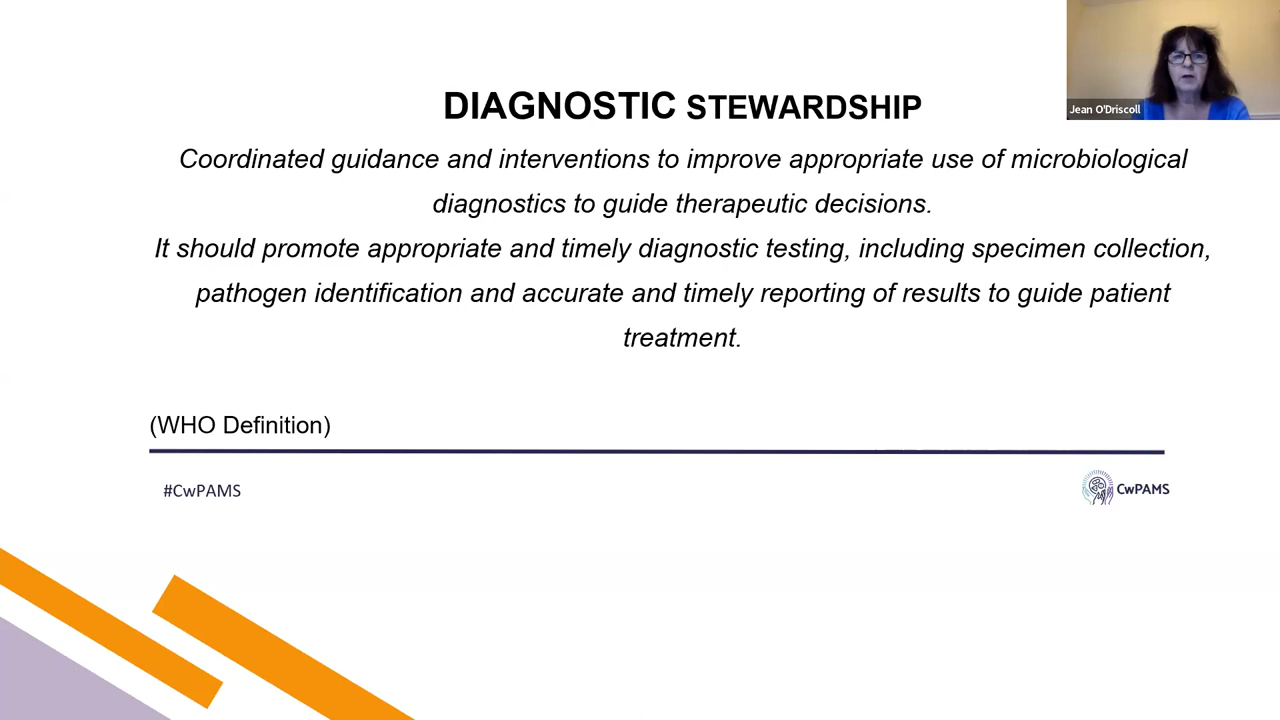 Jean O'Driscoll
DIAGNOSTIC STEWARDSHIP
Coordinated guidance and interventions to improve appropriate use of microbiological
diagnostics to guide therapeutic decisions.
It should promote appropriate and timely diagnostic testing, including specimen collection,
pathogen identification and accurate and timely reporting of results to guide patient
treatment.
(WHO Definition)
#CwPAMS
CwPAMS